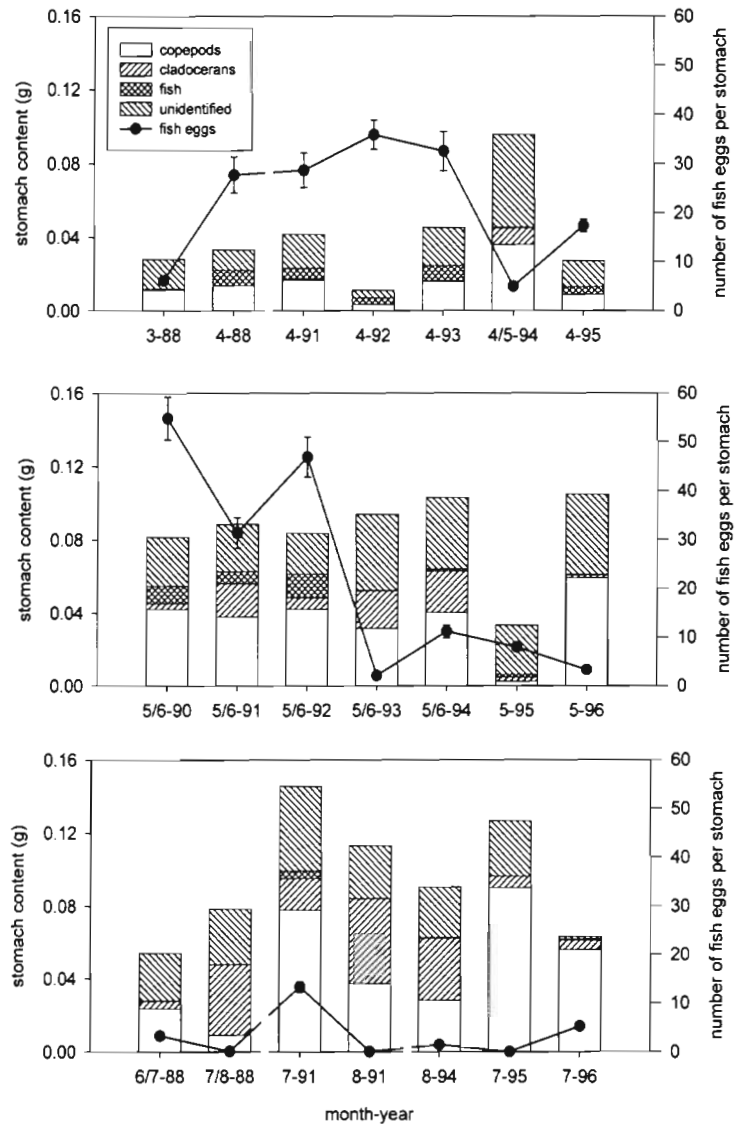 0.16
0.12
0.08
0.04
0.00
stomach content (g)
copepods
cladocerans
fish
unidentified
fish eggs
60
50
40
30
20
10
0
number of fish eggs per stomach
3-88 4-88 4-91 4-92 4-93 4/5-94 4-95
0.16
0.12
0.08
0.04
0.00
stomach content (g)
60
50
40
30
20
10
0
number of fish eggs per stomach
5/6-90 5/6-91 5/6-92 5/6-93 5/6-94 5-95 5-96
0.16
0.12
0.08
0.04
0.00
stomach content (g)
60
50
40
30
20
10
0
number of fish eggs per stomach
6/7-88 7/8-88 7-91 8-91 8-94 7-95 7-96
month-year